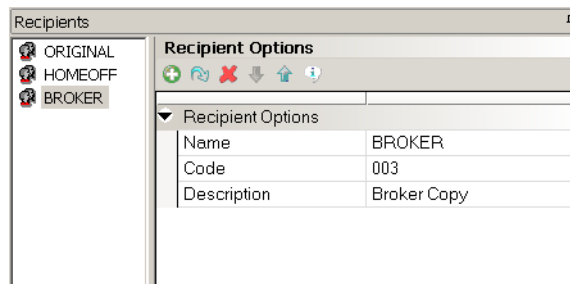 Recipients
ORIGINAL
HOMEOFF
BROKER
Recipient Options
Recipient Options
Name BROKER
Code 003
Description Broker Copy